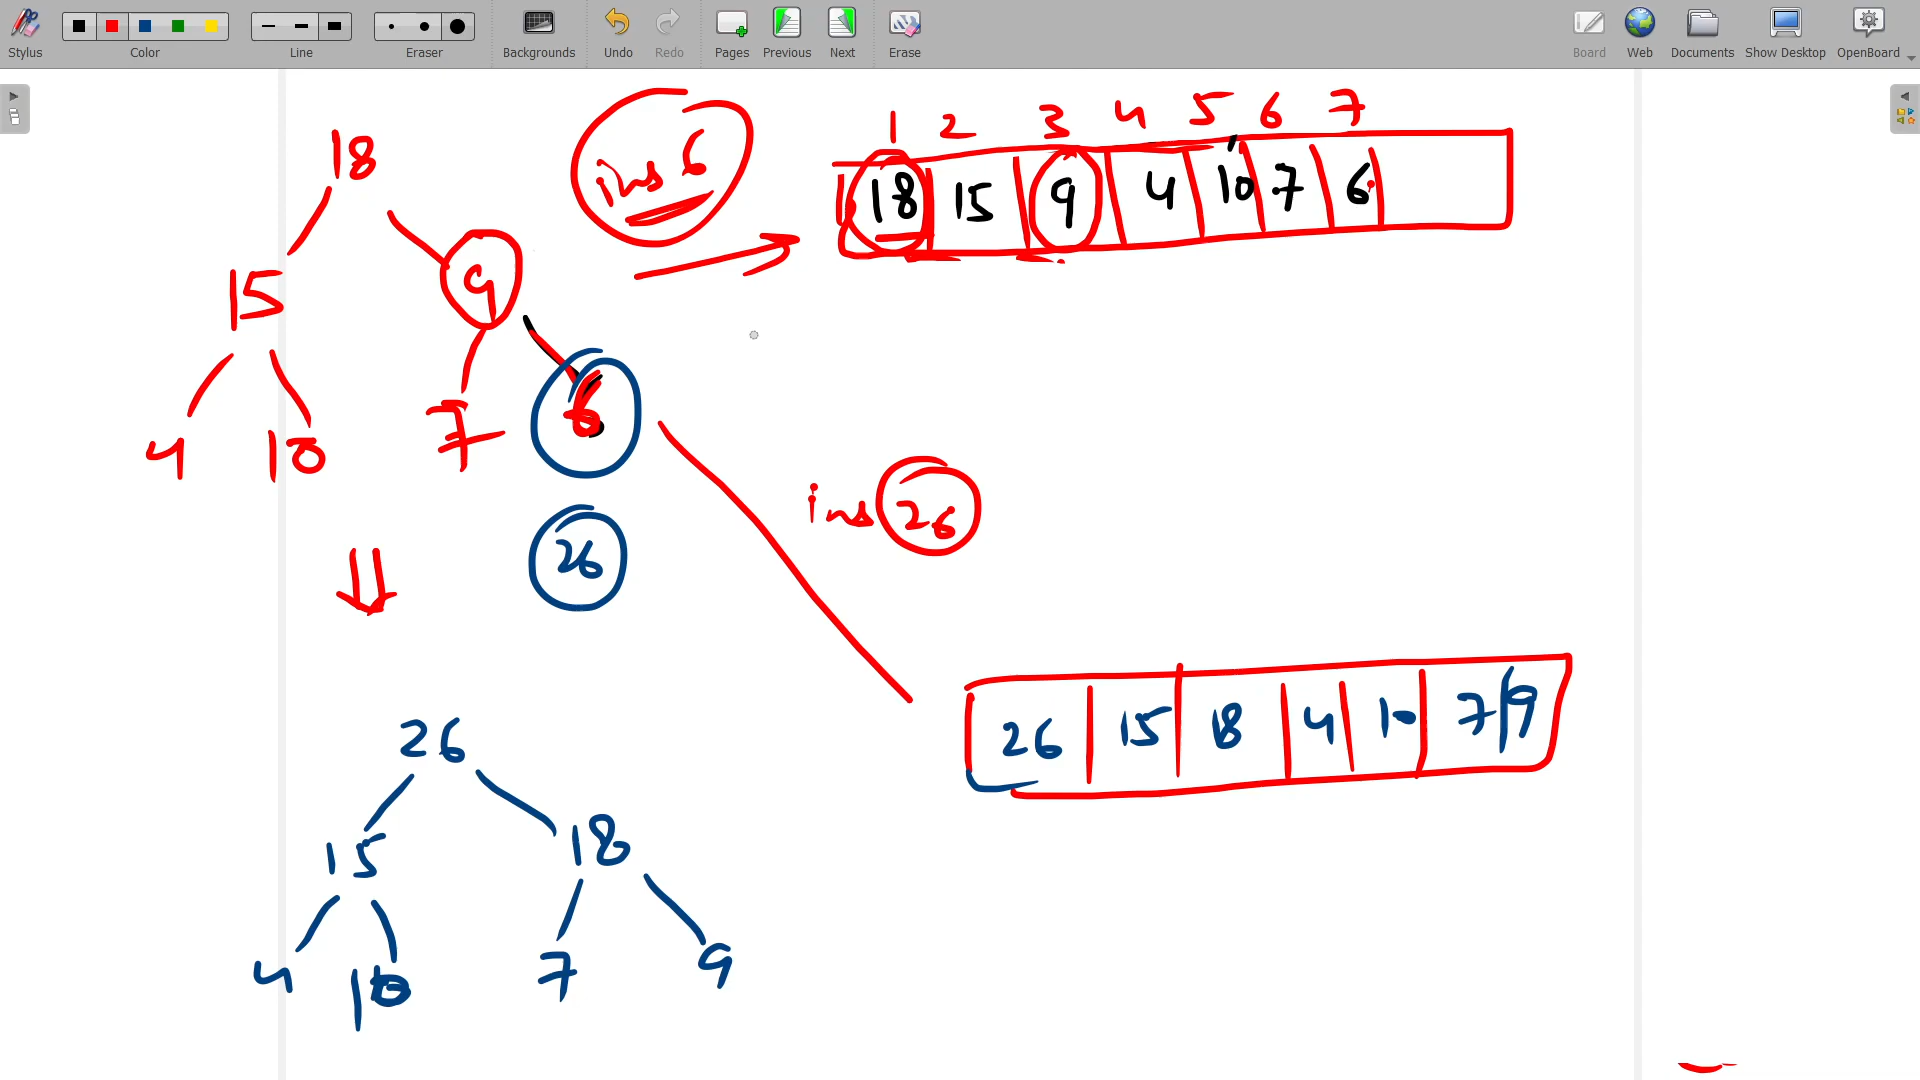 Stylus Color Line Eraser Backgrounds Undo Redo Pages Previous Next Erase Board Web Documents Show Desktop OpenBoard
1 2 3 4 5 6 7
18 15 9 4 10 7 6
ins 6
18
15 9
4 10 7 6
ins 26
26
26 15 18 4 10 7 9
26
15 18
4 10 7 9